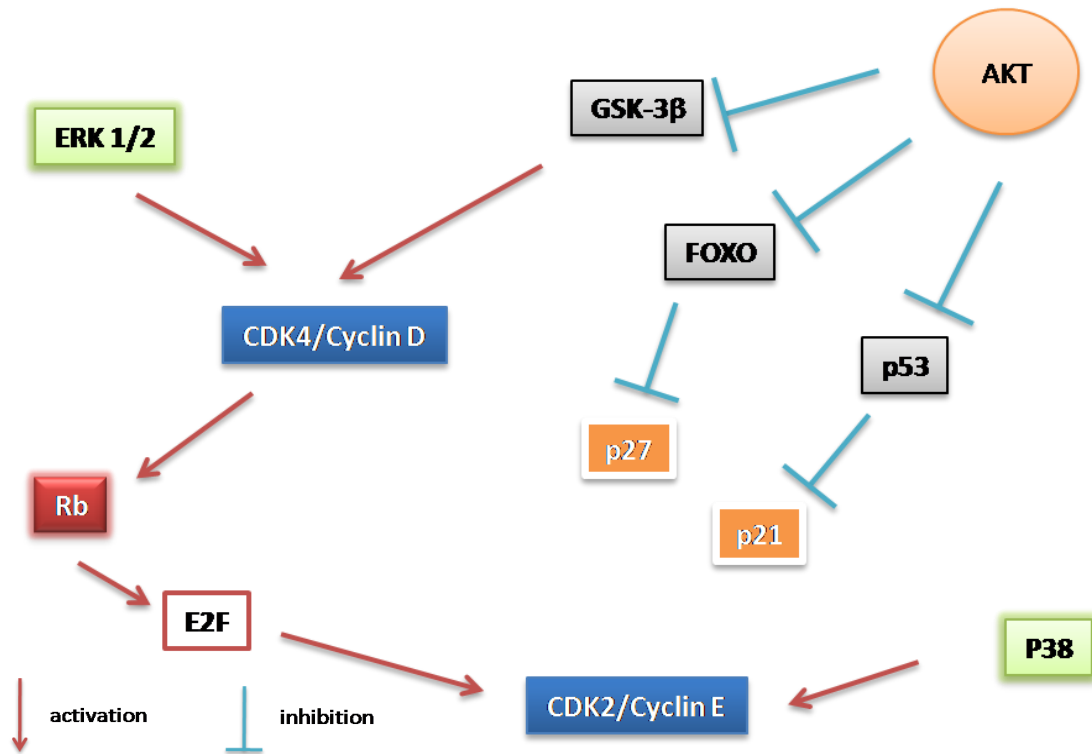 AKT
GSK-3β
ERK 1/2
FOXO
CDK4/Cyclin D
p53
p27
Rb
p21
E2F
P38
CDK2/Cyclin E
activation
inhibition